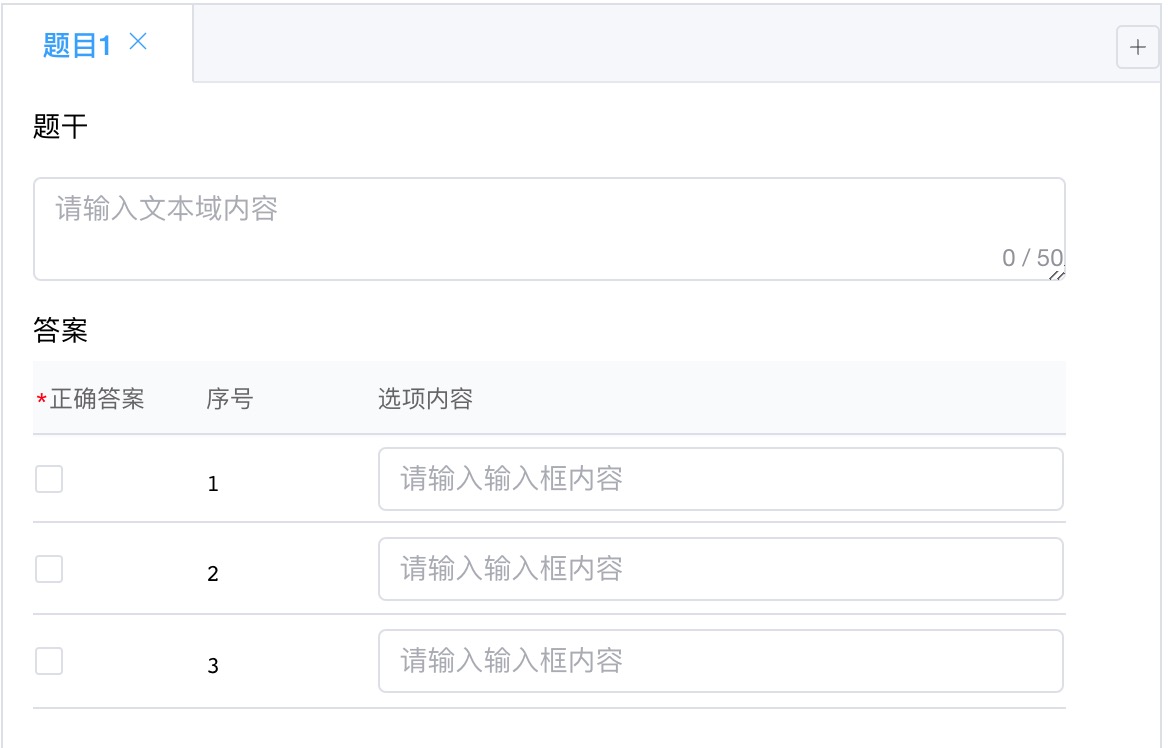 题目1
题干
请输入文本域内容
0 / 50
答案
*正确答案 序号 选项内容
1 请输入输入框内容
2 请输入输入框内容
3 请输入输入框内容